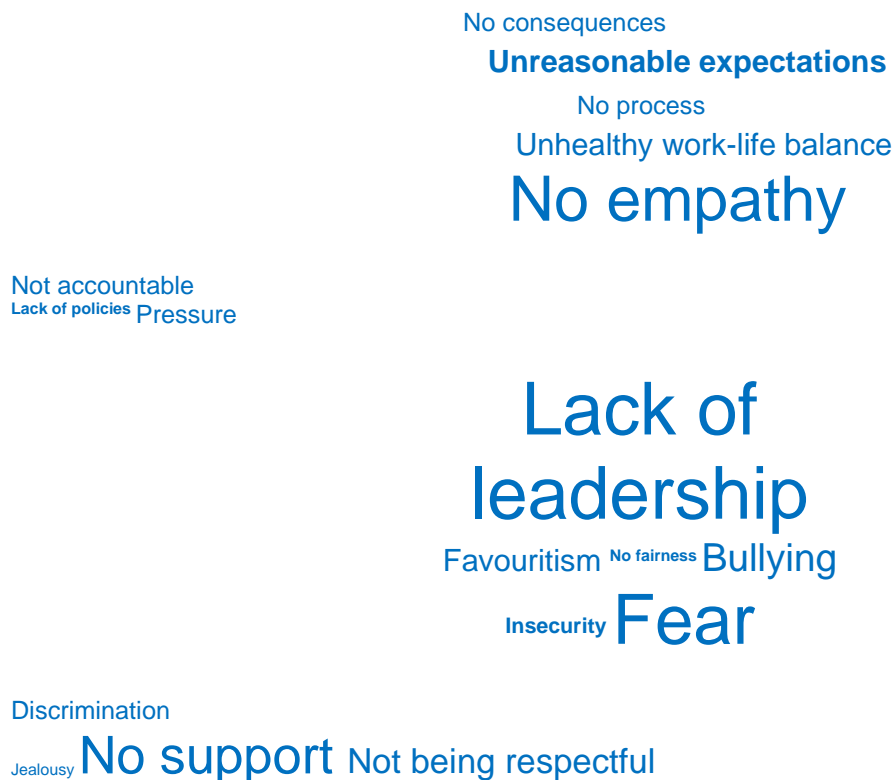 No consequences
Unreasonable expectations
No process
Unhealthy work-life balance
No empathy
Not accountable
Lack of policies Pressure
Lack of
leadership
Favouritism No fairness Bullying
Insecurity Fear
Discrimination
Jealousy No support Not being respectful